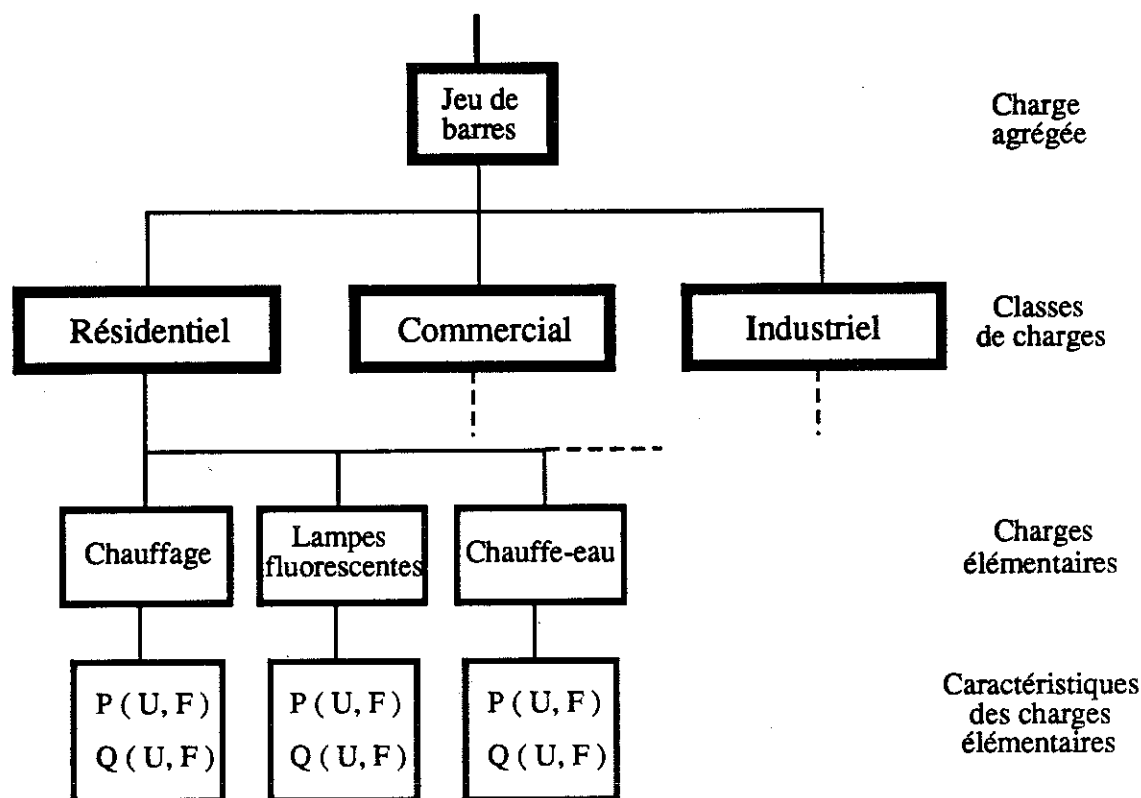 Jeu de
barres
Charge
agrégée
Résidentiel
Commercial
Industriel
Classes
de charges
Chauffage
Lampes
fluorescentes
Chauffe-eau
Charges
élémentaires
P ( U, F )
Q ( U, F )
P ( U, F )
Q ( U, F )
P ( U, F )
Q ( U, F )
Caractéristiques
des charges
élémentaires